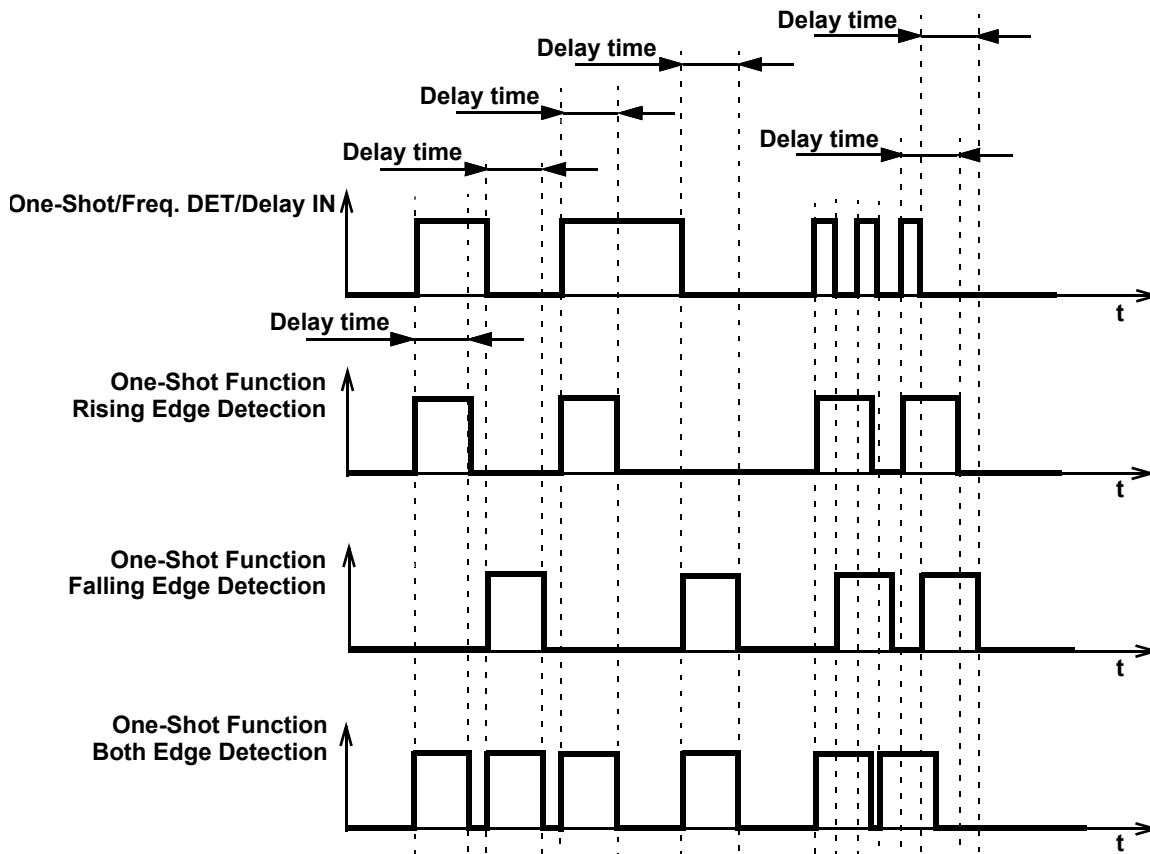 Delay time
Delay time
Delay time
Delay time
Delay time
One-Shot/Freq. DET/Delay IN
t
Delay time
One-Shot Function
Rising Edge Detection
t
One-Shot Function
Falling Edge Detection
t
One-Shot Function
Both Edge Detection
t